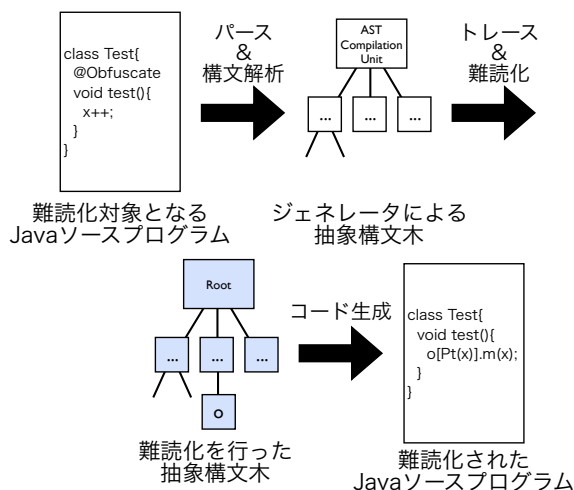 class Test{
@Obfuscate
void test(){
x++;
}
}
パース
&
構文解析
AST
Compilation
Unit
...
...
...
トレース
&
難読化
難読化対象となる
Javaソースプログラム
ジェネレータによる
抽象構文木
Root
...
...
...
O
コード生成
class Test{
void test(){
o[Pt(x)].m(x);
}
}
難読化を行った
抽象構文木
難読化された
Javaソースプログラム